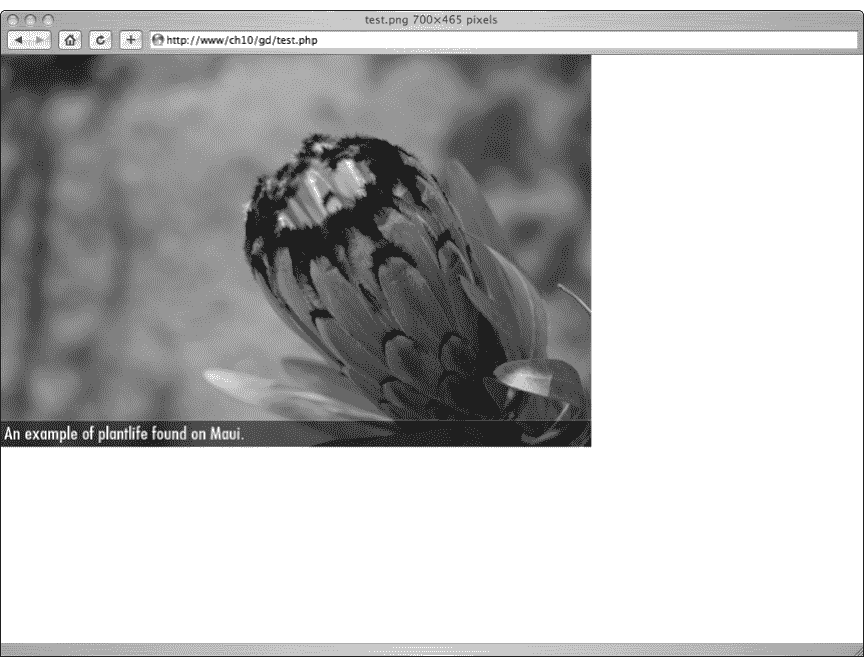 test.png 700×465 pixels
http://www/ch10/gd/test.php
An example of plantlife found on Maui.